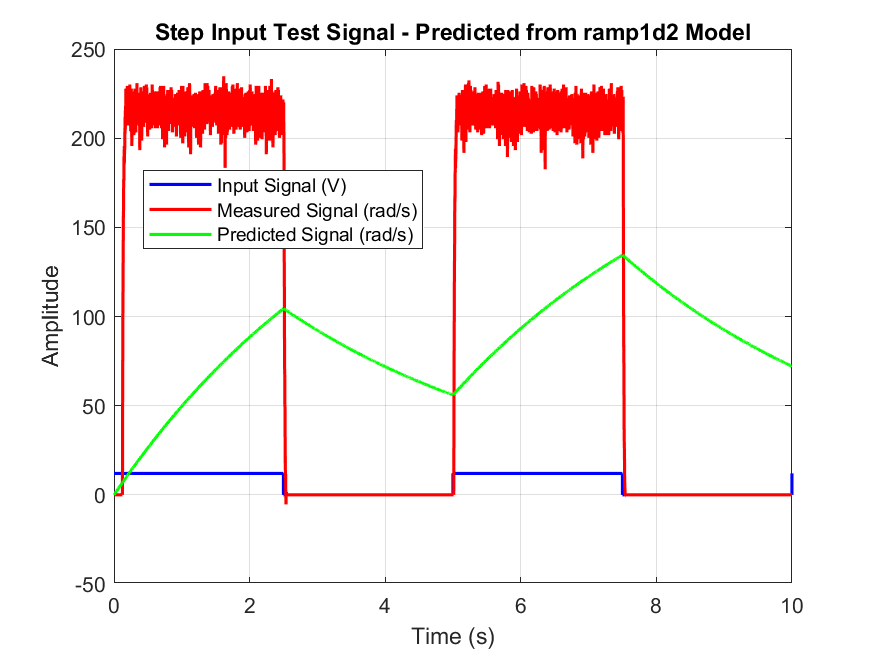 Step Input Test Signal - Predicted from ramp1d2 Model
250
200
150
100
50
0
-50
Amplitude
Input Signal (V)
Measured Signal (rad/s)
Predicted Signal (rad/s)
0 2 4 6 8 10
Time (s)